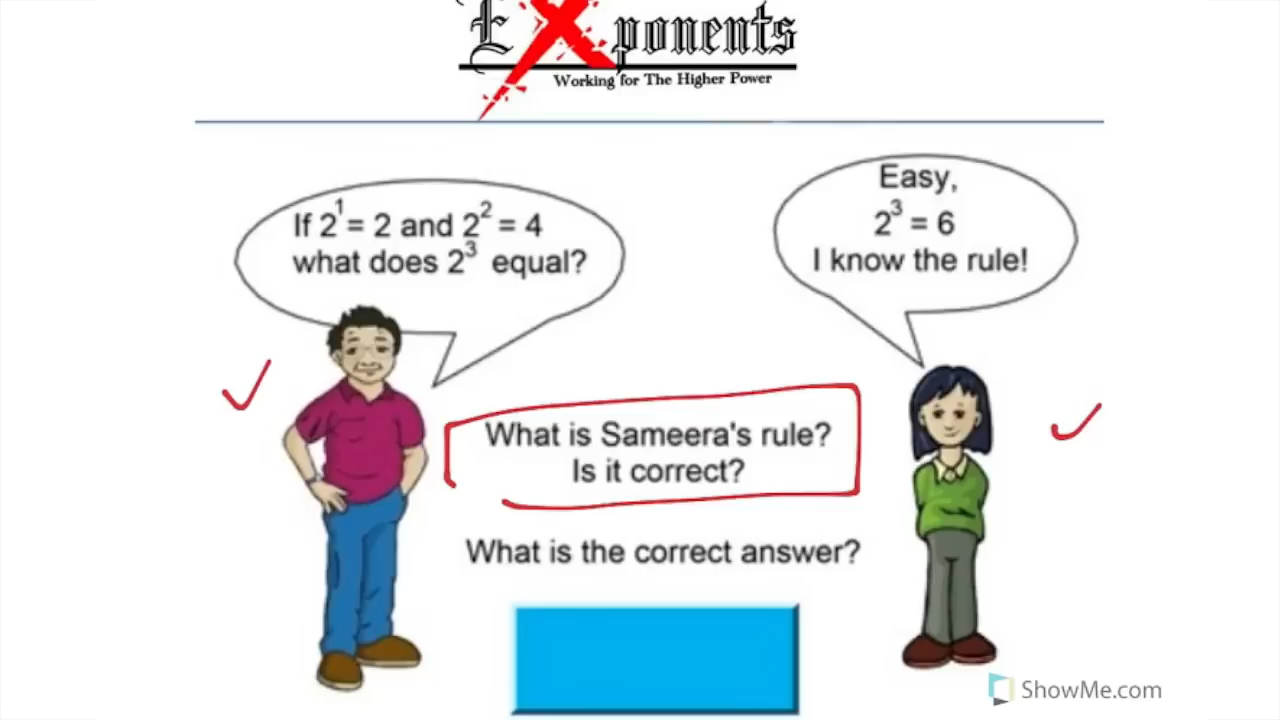 Exponents
Working for The Higher Power
If 2¹ = 2 and 2² = 4
what does 2³ equal?
Easy,
2³ = 6
I know the rule!
What is Sameera's rule?
Is it correct?
What is the correct answer?
ShowMe.com